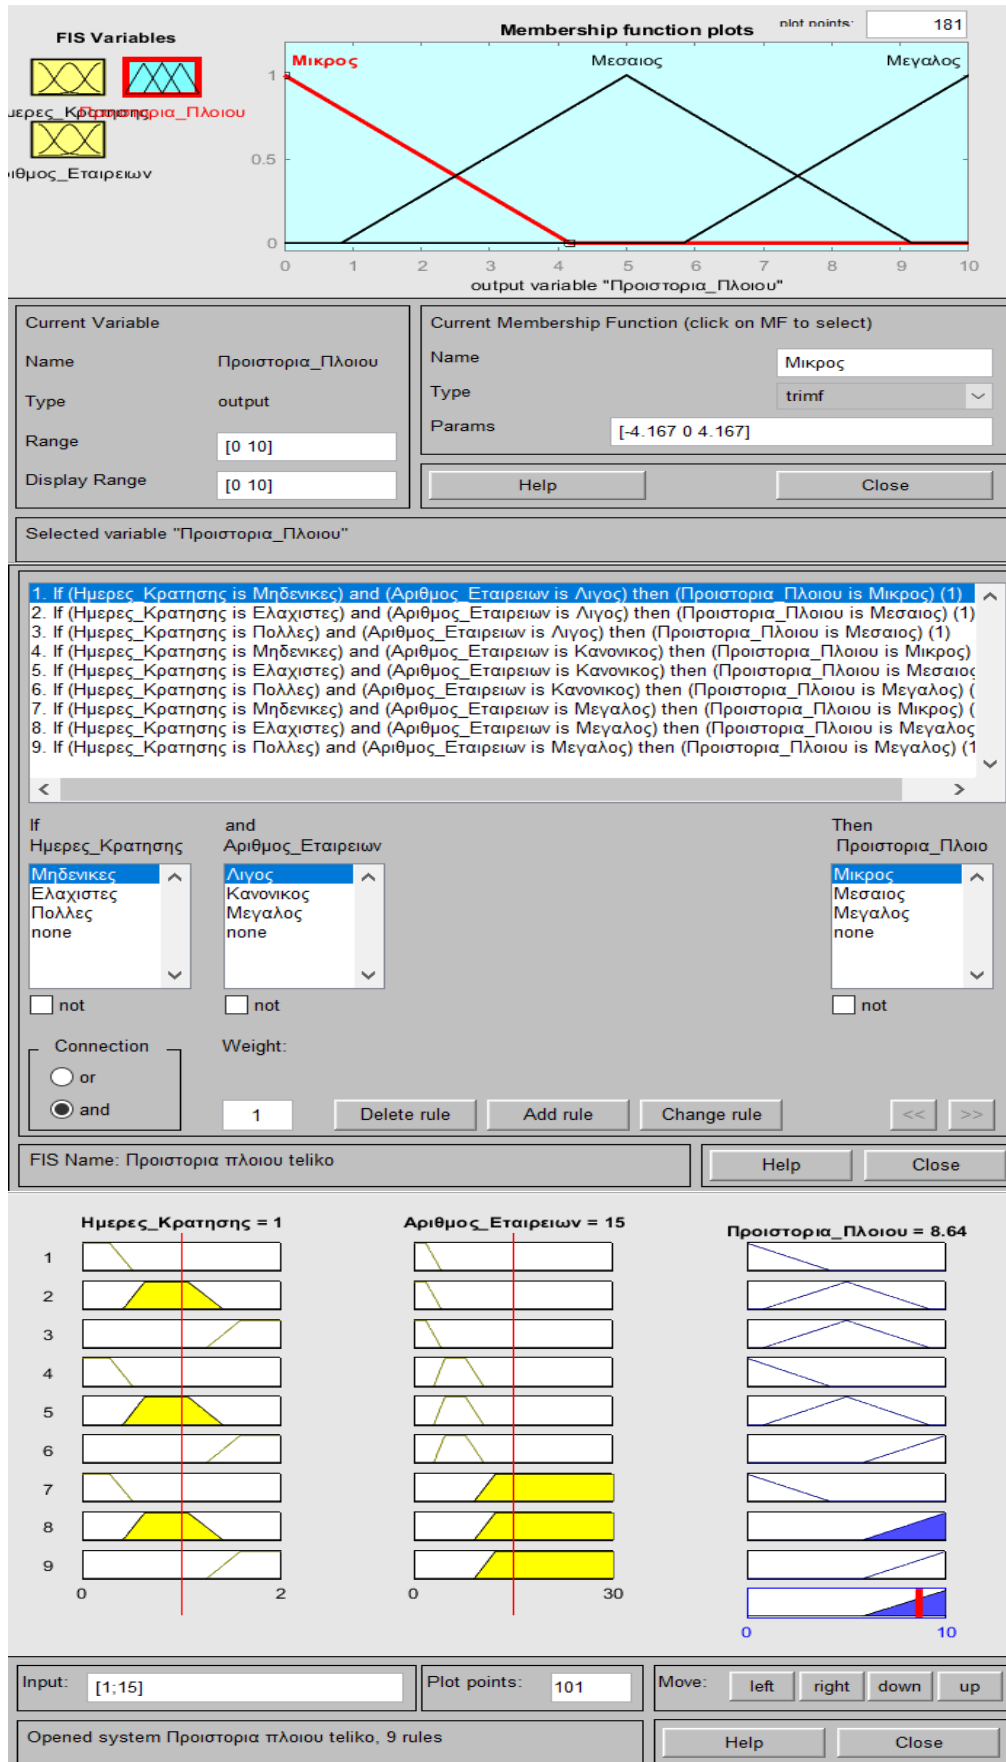 FIS Variables
Membership function plots
plot points:
181
Μικρος
Μεσαιος
Μεγαλος
1
0.5
0
Προιστορια_Πλοιου
0 1 2 3 4 5 6 7 8 9 10
output variable "Προιστορια_Πλοιου"
Current Variable
Name Προιστορια_Πλοιου
Type output
Range [0 10]
Display Range [0 10]
Current Membership Function (click on MF to select)
Name Μικρος
Type trimf
Params [-4.167 0 4.167]
Help Close
Selected variable "Προιστορια_Πλοιου"
1. If (Ημερες_Κρατησης is Μηδενικες) and (Αριθμος_Εταιρειων is Λιγος) then (Προιστορια_Πλοιου is Μικρος) (1)
2. If (Ημερες_Κρατησης is Ελαχιστες) and (Αριθμος_Εταιρειων is Λιγος) then (Προιστορια_Πλοιου is Μεσαιος) (1)
3. If (Ημερες_Κρατησης is Πολλες) and (Αριθμος_Εταιρειων is Λιγος) then (Προιστορια_Πλοιου is Μεσαιος) (1)
4. If (Ημερες_Κρατησης is Μηδενικες) and (Αριθμος_Εταιρειων is Κανονικος) then (Προιστορια_Πλοιου is Μικρος)
5. If (Ημερες_Κρατησης is Ελαχιστες) and (Αριθμος_Εταιρειων is Κανονικος) then (Προιστορια_Πλοιου is Μεσαιος
6. If (Ημερες_Κρατησης is Πολλες) and (Αριθμος_Εταιρειων is Κανονικος) then (Προιστορια_Πλοιου is Μεγαλος) (
7. If (Ημερες_Κρατησης is Μηδενικες) and (Αριθμος_Εταιρειων is Μεγαλος) then (Προιστορια_Πλοιου is Μικρος) (
8. If (Ημερες_Κρατησης is Ελαχιστες) and (Αριθμος_Εταιρειων is Μεγαλος) then (Προιστορια_Πλοιου is Μεγαλος
9. If (Ημερες_Κρατησης is Πολλες) and (Αριθμος_Εταιρειων is Μεγαλος) then (Προιστορια_Πλοιου is Μεγαλος) (1
If and Then
Ημερες_Κρατησης Αριθμος_Εταιρειων Προιστορια_Πλοιο
Μηδενικες Λιγος Μικρος
Ελαχιστες Κανονικος Μεσαιος
Πολλες Μεγαλος Μεγαλος
none none none
not not not
Connection Weight:
or
and 1 Delete rule Add rule Change rule << >>
FIS Name: Προιστορια πλοιου teliko Help Close
Ημερες_Κρατησης = 1 Αριθμος_Εταιρειων = 15 Προιστορια_Πλοιου = 8.64
1
2
3
4
5
6
7
8
9
0 2 0 30
0 10
Input: [1;15] Plot points: 101 Move: left right down up
Opened system Προιστορια πλοιου teliko, 9 rules Help Close